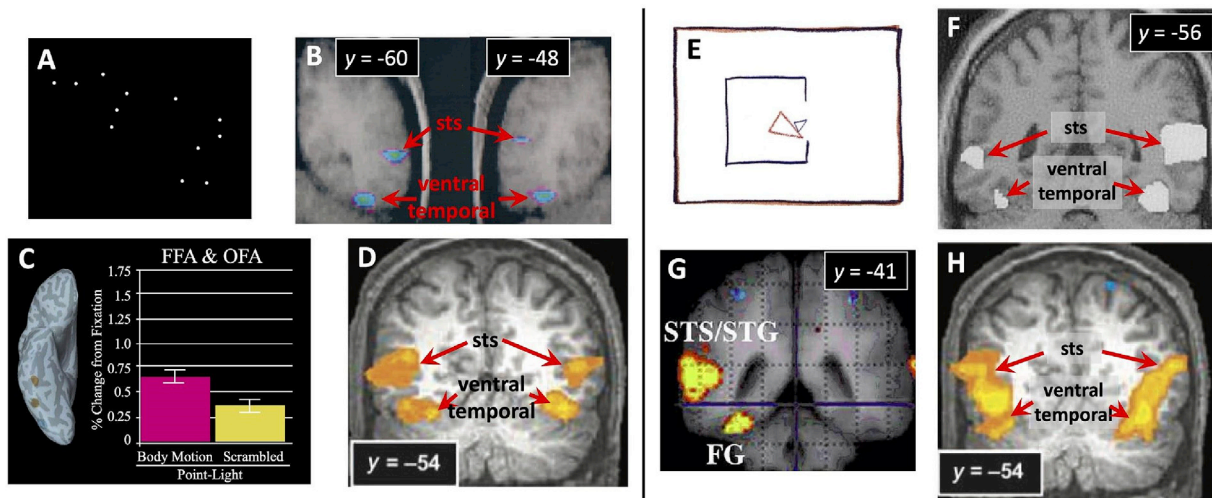 A
B
y = -60
y = -48
sts
ventral
temporal
C
FFA & OFA
% Change from Fixation
1.75
1.5
1.25
1
0.75
0.5
0.25
0
Body Motion
Scrambled
Point-Light
D
sts
ventral
temporal
y = –54
E
F
y = -56
sts
ventral
temporal
G
y = -41
STS/STG
FG
H
sts
ventral
temporal
y = –54